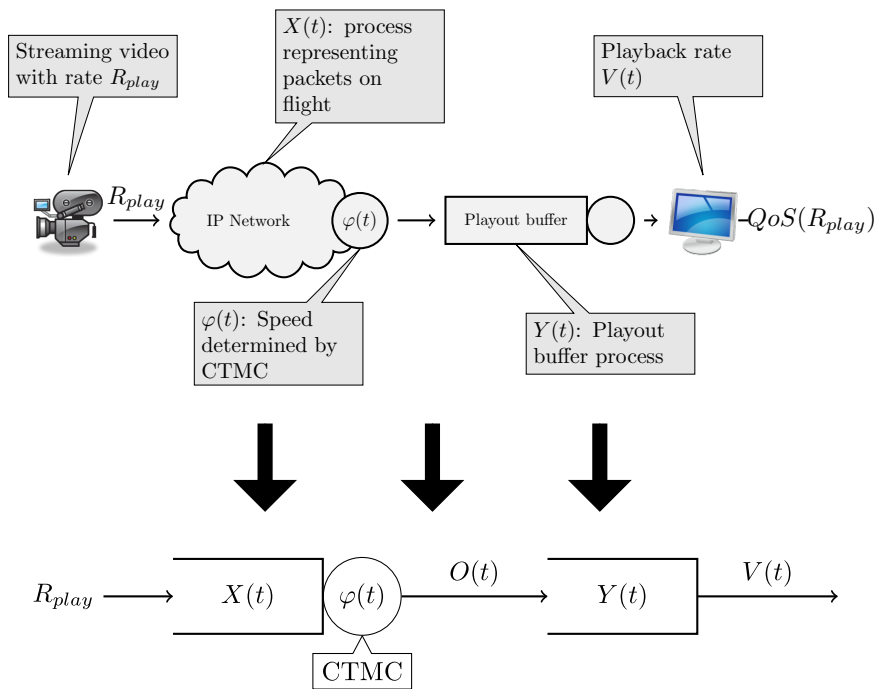 Streaming video
with rate R_play
X(t): process
representing
packets on
flight
Playback rate
V(t)
R_play
IP Network
φ(t)
Playout buffer
QoS(R_play)
φ(t): Speed
determined by
CTMC
Y(t): Playout
buffer process
R_play
X(t)
φ(t)
O(t)
Y(t)
V(t)
CTMC